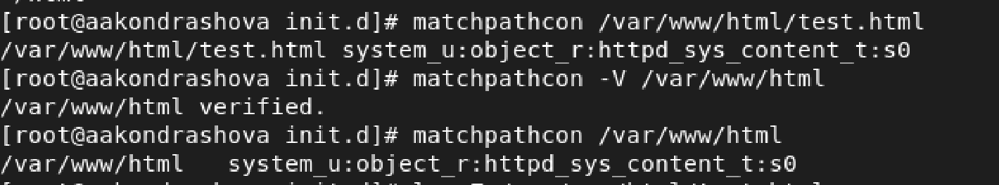 [root@aakondrashova init.d]# matchpathcon /var/www/html/test.html
/var/www/html/test.html system_u:object_r:httpd_sys_content_t:s0
[root@aakondrashova init.d]# matchpathcon -V /var/www/html
/var/www/html verified.
[root@aakondrashova init.d]# matchpathcon /var/www/html
/var/www/html   system_u:object_r:httpd_sys_content_t:s0